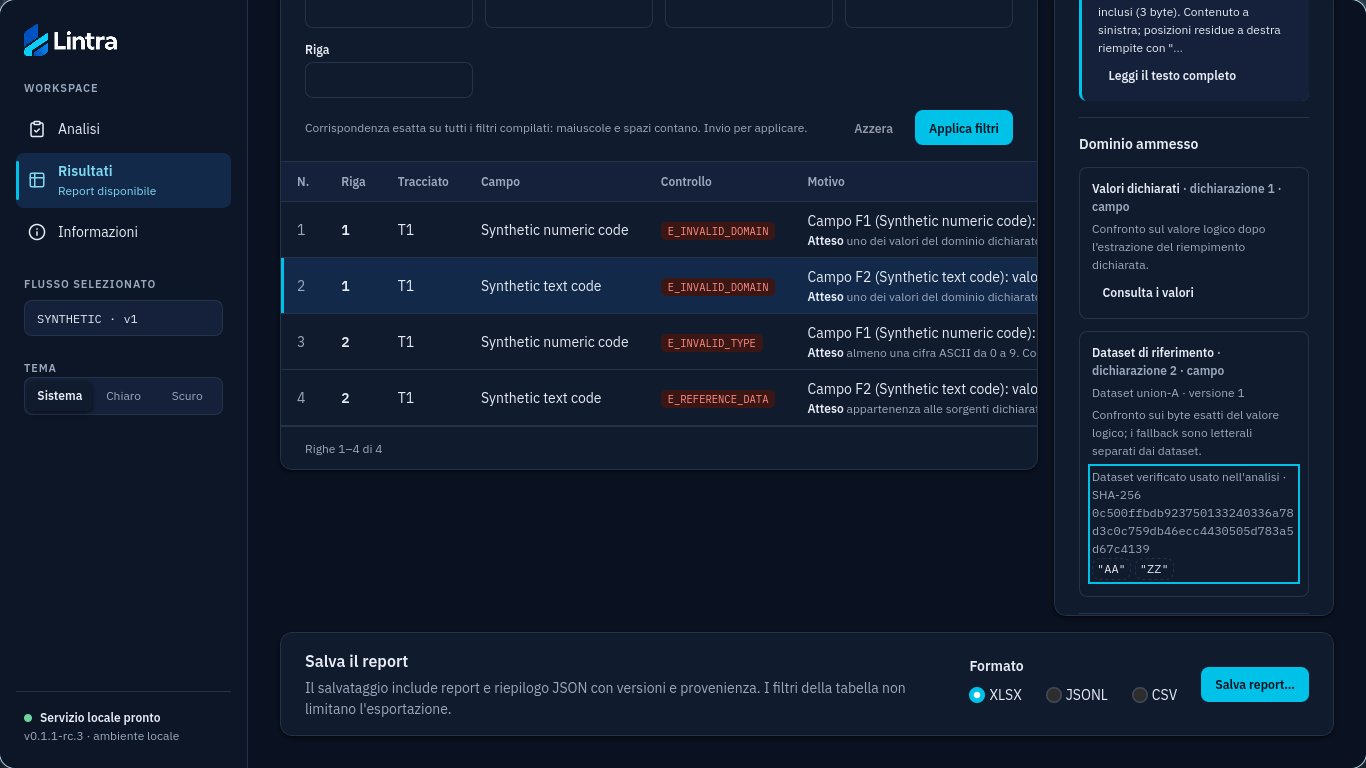 Lintra
WORKSPACE
Analisi
Risultati
Report disponibile
Informazioni
FLUSSO SELEZIONATO
SYNTHETIC · v1
TEMA
Sistema Chiaro Scuro
Servizio locale pronto
v0.1.1-rc.3 · ambiente locale
Riga
Corrispondenza esatta su tutti i filtri compilati: maiuscole e spazi contano. Invio per applicare.
Azzera
Applica filtri
N. Riga Tracciato Campo Controllo Motivo
1 1 T1 Synthetic numeric code E_INVALID_DOMAIN Campo F1 (Synthetic numeric code):
Atteso uno dei valori del dominio dichiarato
2 1 T1 Synthetic text code E_INVALID_DOMAIN Campo F2 (Synthetic text code): valo
Atteso uno dei valori del dominio dichiarato
3 2 T1 Synthetic numeric code E_INVALID_TYPE Campo F1 (Synthetic numeric code):
Atteso almeno una cifra ASCII da 0 a 9. Co
4 2 T1 Synthetic text code E_REFERENCE_DATA Campo F2 (Synthetic text code): valo
Atteso appartenenza alle sorgenti dichiarat
Righe 1–4 di 4
inclusi (3 byte). Contenuto a
sinistra; posizioni residue a destra
riempite con "…
Leggi il testo completo
Dominio ammesso
Valori dichiarati · dichiarazione 1 ·
campo
Confronto sul valore logico dopo
l'estrazione del riempimento
dichiarata.
Consulta i valori
Dataset di riferimento ·
dichiarazione 2 · campo
Dataset union-A · versione 1
Confronto sui byte esatti del valore
logico; i fallback sono letterali
separati dai dataset.
Dataset verificato usato nell'analisi ·
SHA-256
0c500ffbdb923750133240336a78
d3c0c759db46ecc4430505d783a5
d67c4139
"AA" "ZZ"
Salva il report
Il salvataggio include report e riepilogo JSON con versioni e provenienza. I filtri della tabella non
limitano l'esportazione.
Formato
XLSX JSONL CSV
Salva report…